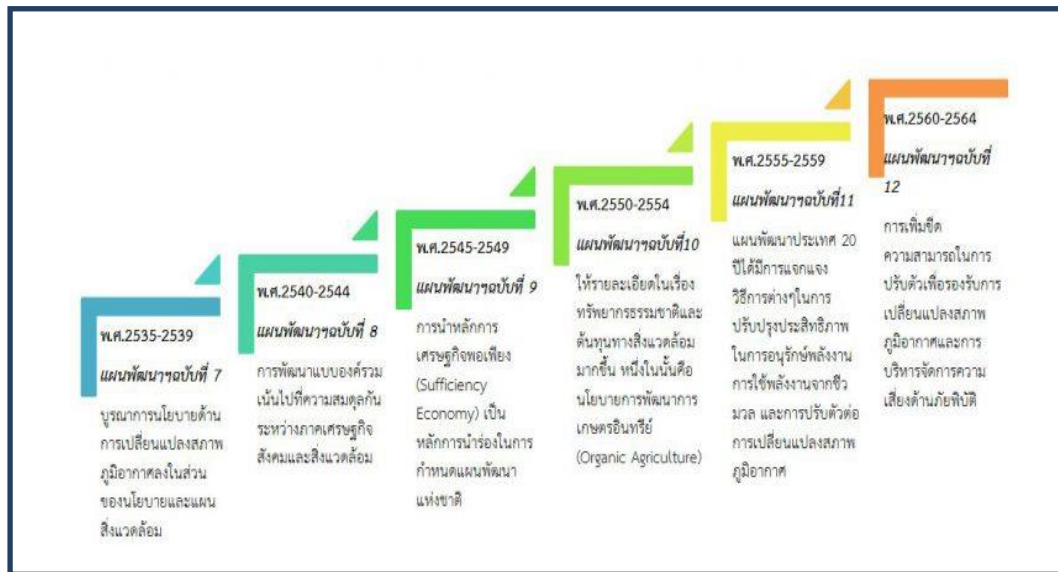 พ.ศ.2535-2539
แผนพัฒนาฯฉบับที่ 7
บูรณาการนโยบายด้าน
การเปลี่ยนแปลงสภาพ
ภูมิอากาศลงในส่วน
ของนโยบายและแผน
สิ่งแวดล้อม
พ.ศ.2540-2544
แผนพัฒนาฯฉบับที่ 8
การพัฒนาแบบองค์รวม
เน้นไปที่ความสมดุลกัน
ระหว่างภาคเศรษฐกิจ
สังคมและสิ่งแวดล้อม
พ.ศ.2545-2549
แผนพัฒนาฯฉบับที่ 9
การนำหลักการ
เศรษฐกิจพอเพียง
(Sufficiency
Economy) เป็น
หลักการนำร่องในการ
กำหนดแผนพัฒนา
แห่งชาติ
พ.ศ.2550-2554
แผนพัฒนาฯฉบับที่10
ให้รายละเอียดในเรื่อง
ทรัพยากรธรรมชาติและ
ต้นทุนทางสิ่งแวดล้อม
มากขึ้น หนึ่งในนั้นคือ
นโยบายการพัฒนาการ
เกษตรอินทรีย์
(Organic Agriculture)
พ.ศ.2555-2559
แผนพัฒนาฯฉบับที่11
แผนพัฒนาประเทศ 20
ปีได้มีการแจกแจง
วิธีการต่างๆในการ
ปรับปรุงประสิทธิภาพ
ในการอนุรักษ์พลังงาน
การใช้พลังงานจากชีว
มวล และการปรับตัวต่อ
การเปลี่ยนแปลงสภาพ
ภูมิอากาศ
พ.ศ.2560-2564
แผนพัฒนาฯฉบับที่
12
การเพิ่มขีด
ความสามารถในการ
ปรับตัวเพื่อรองรับการ
เปลี่ยนแปลงสภาพ
ภูมิอากาศและการ
บริหารจัดการความ
เสี่ยงด้านภัยพิบัติ